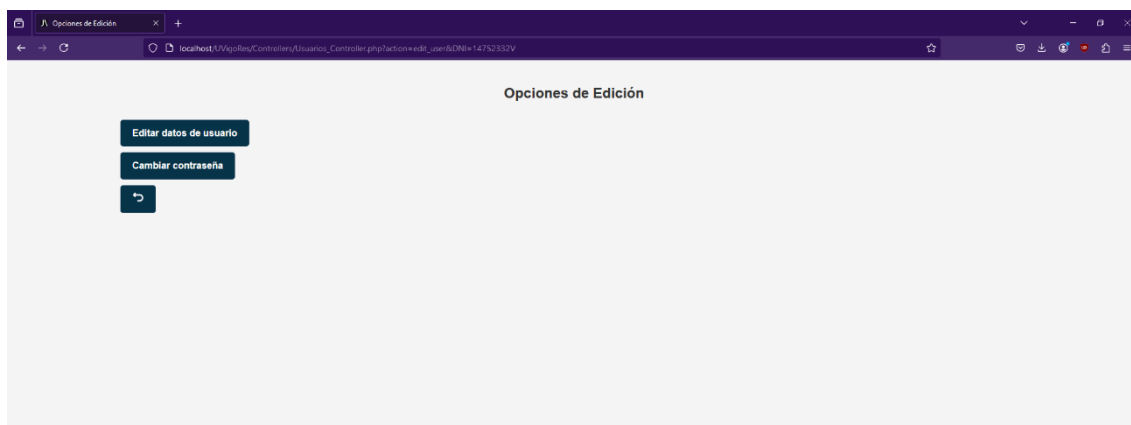 Opciones de Edición
localhost/UVigoRes/Controllers/Usuarios_Controller.php?action=edit_user&DNI=14752332V
Opciones de Edición
Editar datos de usuario
Cambiar contraseña